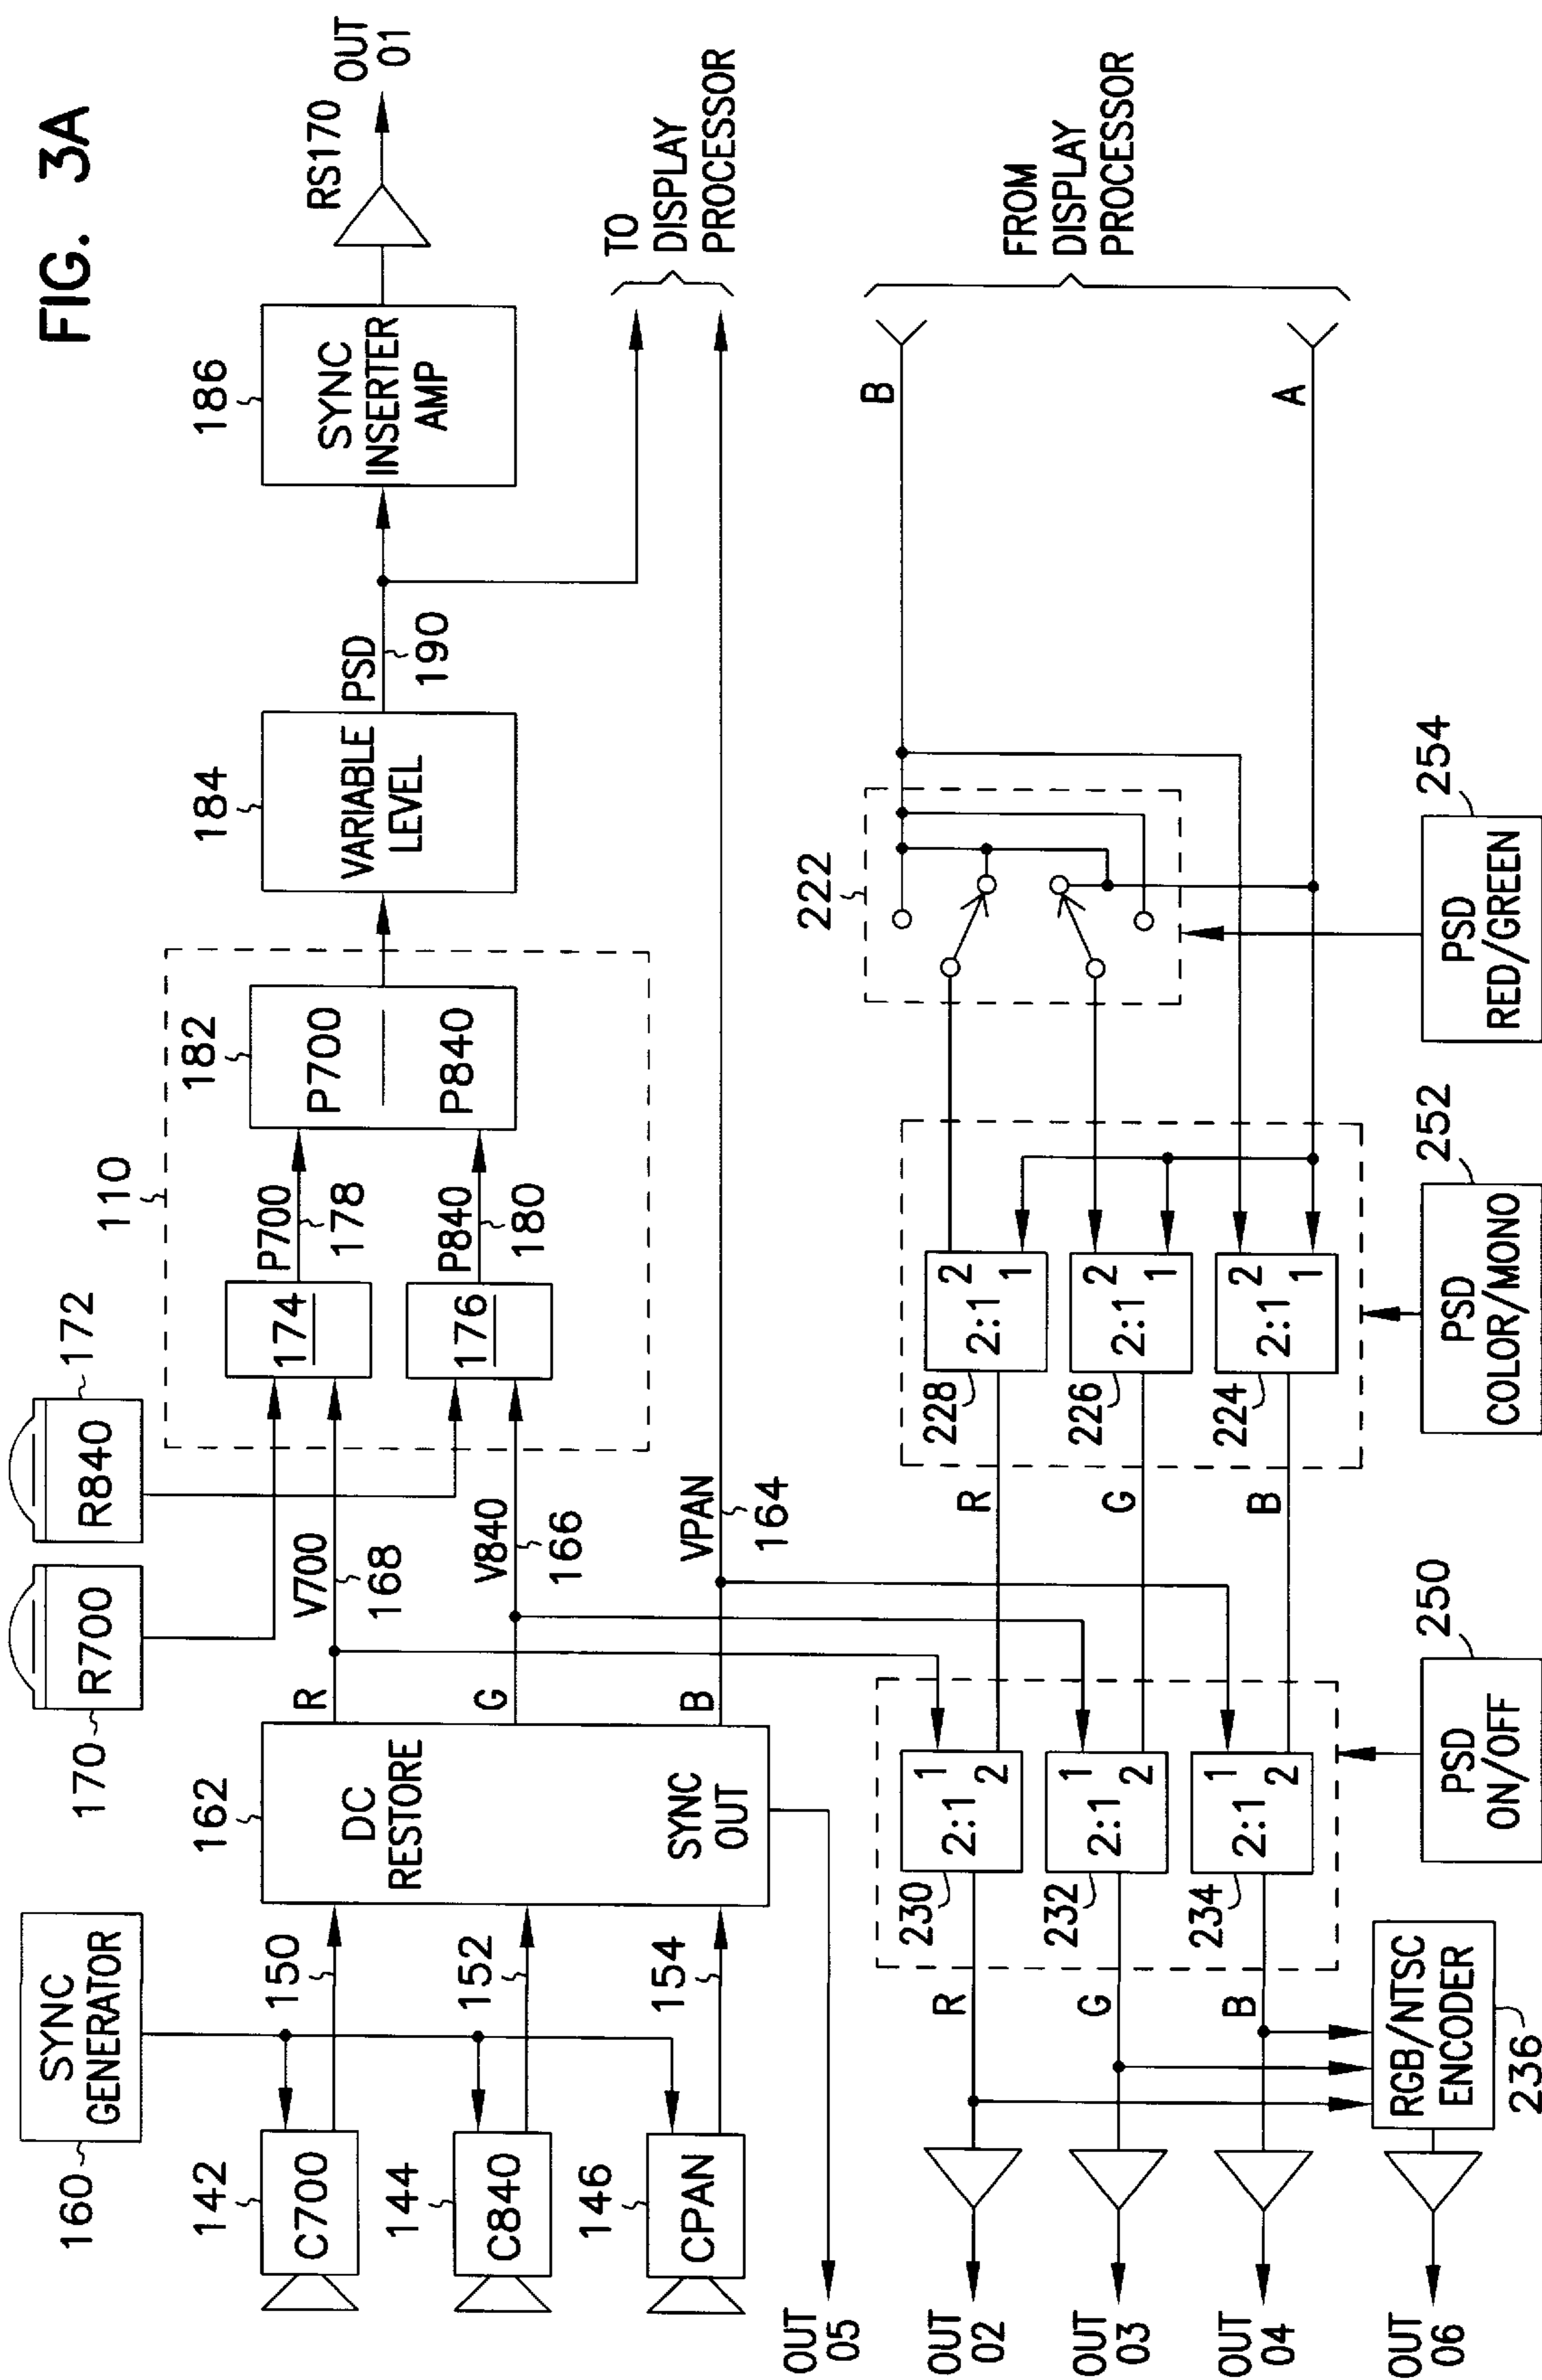 FIG. 3A
160
SYNC
GENERATOR
142
C700
144
C840
146
CPAN
150
152
154
162
DC
RESTORE
SYNC
OUT
R
G
B
170
R700
R840
172
V700
168
V840
166
VPAN
164
110
174
176
P700
178
P840
180
182
P700
P840
184
VARIABLE
LEVEL
PSD
190
186
SYNC
INSERTER
AMP
RS170
OUT
01
TO
DISPLAY
PROCESSOR
FROM
DISPLAY
PROCESSOR
B
A
222
254
PSD
RED/GREEN
228
2:1
2
1
226
2:1
2
1
224
2:1
2
1
252
PSD
COLOR/MONO
R
G
B
230
2:1
1
2
232
2:1
1
2
234
2:1
1
2
250
PSD
ON/OFF
R
G
B
RGB/NTSC
ENCODER
236
OUT
05
OUT
02
OUT
03
OUT
04
OUT
06